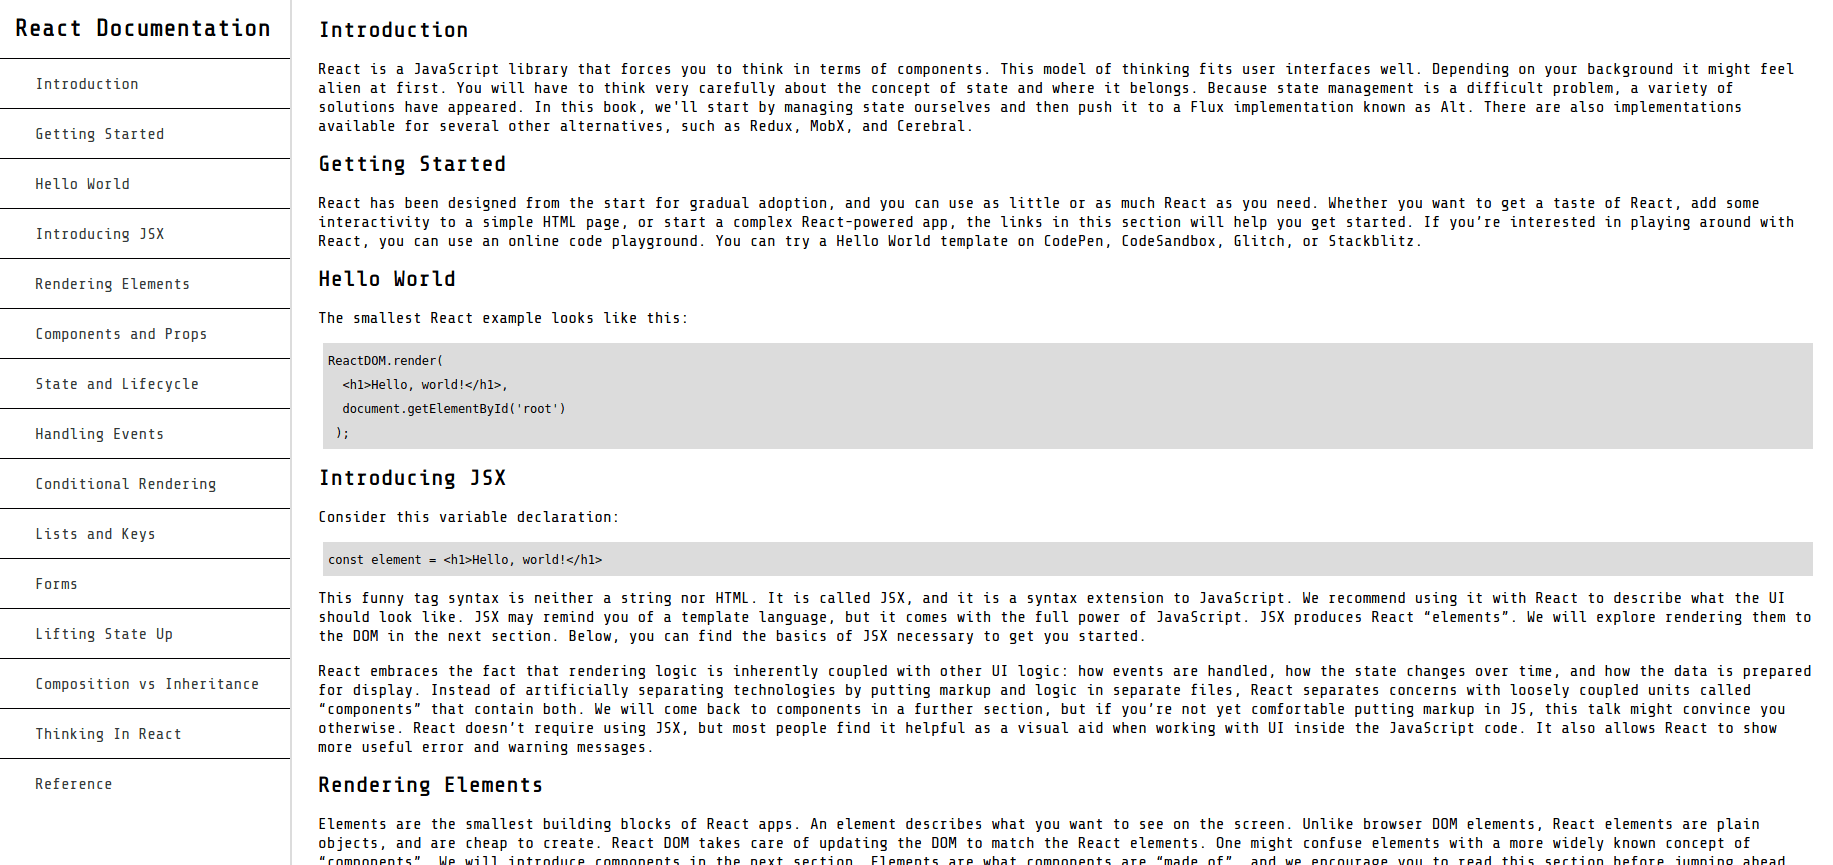 React Documentation
Introduction
Getting Started
Hello World
Introducing JSX
Rendering Elements
Components and Props
State and Lifecycle
Handling Events
Conditional Rendering
Lists and Keys
Forms
Lifting State Up
Composition vs Inheritance
Thinking In React
Reference
Introduction
React is a JavaScript library that forces you to think in terms of components. This model of thinking fits user interfaces well. Depending on your background it might feel
alien at first. You will have to think very carefully about the concept of state and where it belongs. Because state management is a difficult problem, a variety of
solutions have appeared. In this book, we'll start by managing state ourselves and then push it to a Flux implementation known as Alt. There are also implementations
available for several other alternatives, such as Redux, MobX, and Cerebral.
Getting Started
React has been designed from the start for gradual adoption, and you can use as little or as much React as you need. Whether you want to get a taste of React, add some
interactivity to a simple HTML page, or start a complex React-powered app, the links in this section will help you get started. If you’re interested in playing around with
React, you can use an online code playground. You can try a Hello World template on CodePen, CodeSandbox, Glitch, or Stackblitz.
Hello World
The smallest React example looks like this:
ReactDOM.render(
<h1>Hello, world!</h1>,
document.getElementById('root')
);
Introducing JSX
Consider this variable declaration:
const element = <h1>Hello, world!</h1>
This funny tag syntax is neither a string nor HTML. It is called JSX, and it is a syntax extension to JavaScript. We recommend using it with React to describe what the UI
should look like. JSX may remind you of a template language, but it comes with the full power of JavaScript. JSX produces React “elements”. We will explore rendering them to
the DOM in the next section. Below, you can find the basics of JSX necessary to get you started.
React embraces the fact that rendering logic is inherently coupled with other UI logic: how events are handled, how the state changes over time, and how the data is prepared
for display. Instead of artificially separating technologies by putting markup and logic in separate files, React separates concerns with loosely coupled units called
“components” that contain both. We will come back to components in a further section, but if you’re not yet comfortable putting markup in JS, this talk might convince you
otherwise. React doesn’t require using JSX, but most people find it helpful as a visual aid when working with UI inside the JavaScript code. It also allows React to show
more useful error and warning messages.
Rendering Elements
Elements are the smallest building blocks of React apps. An element describes what you want to see on the screen. Unlike browser DOM elements, React elements are plain
objects, and are cheap to create. React DOM takes care of updating the DOM to match the React elements. One might confuse elements with a more widely known concept of
“components”. We will introduce components in the next section. Elements are what components are “made of”, and we encourage you to read this section before jumping ahead